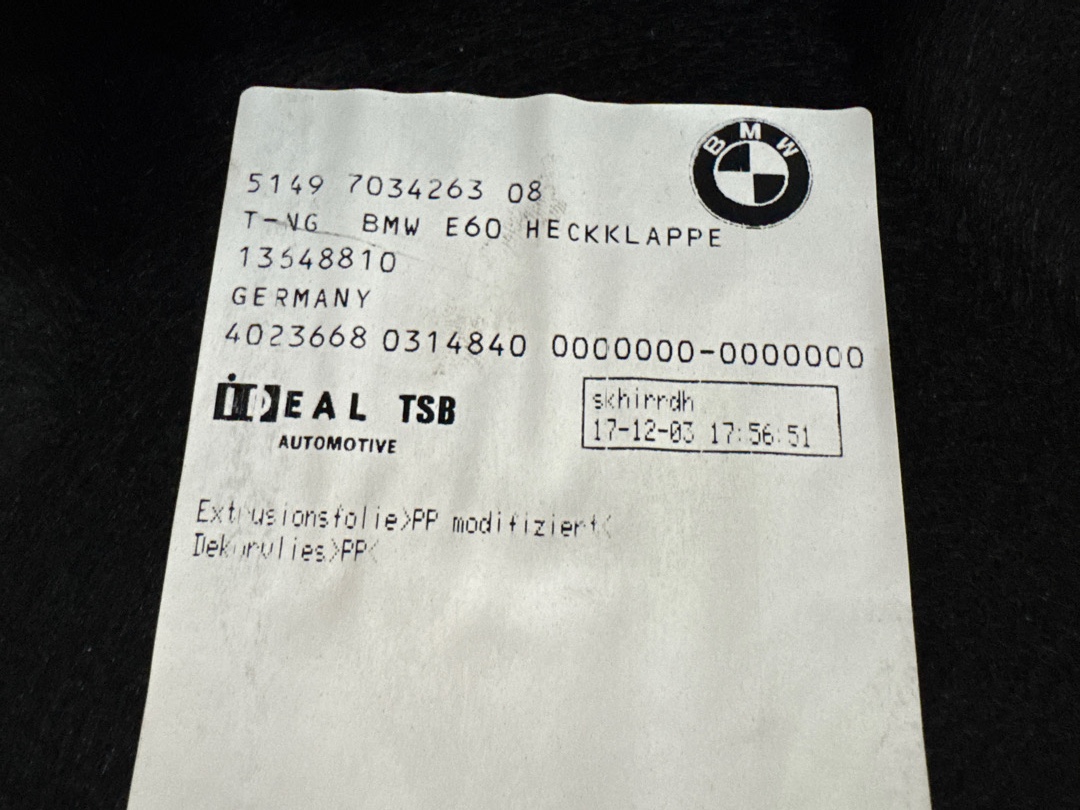 BMW
5149 7034263 08
T-VG BMW E60 HECKKLAPPE
13648810
GERMANY
4023668 0314840 0000000-0000000
iDEAL TSB
AUTOMOTIVE
skhirrdh
17-12-03 17:56:51
Extrusionsfolie>PP modifiziert<
Dekorvlies>PP<